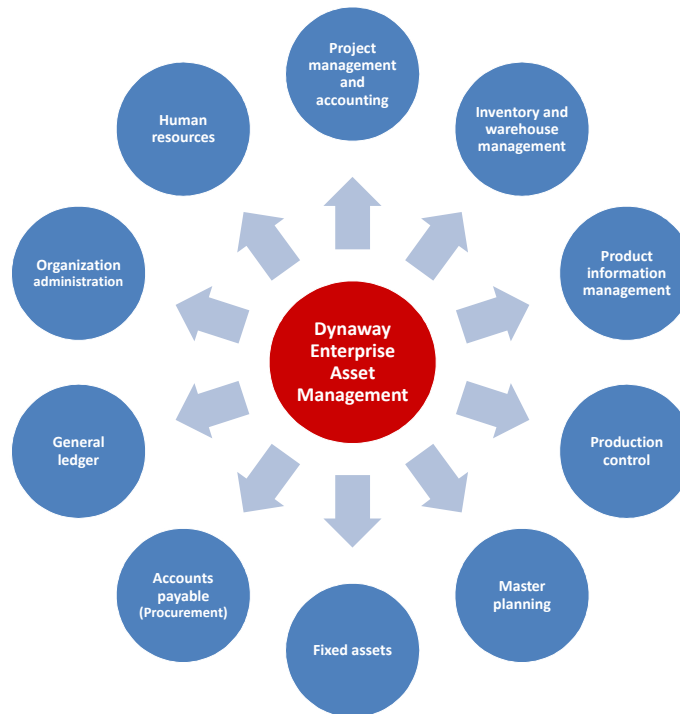 Project
management
and
accounting
Inventory and
warehouse
management
Product
information
management
Production
control
Master
planning
Fixed assets
Accounts
payable
(Procurement)
General
ledger
Organization
administration
Human
resources
Dynaway
Enterprise
Asset
Management